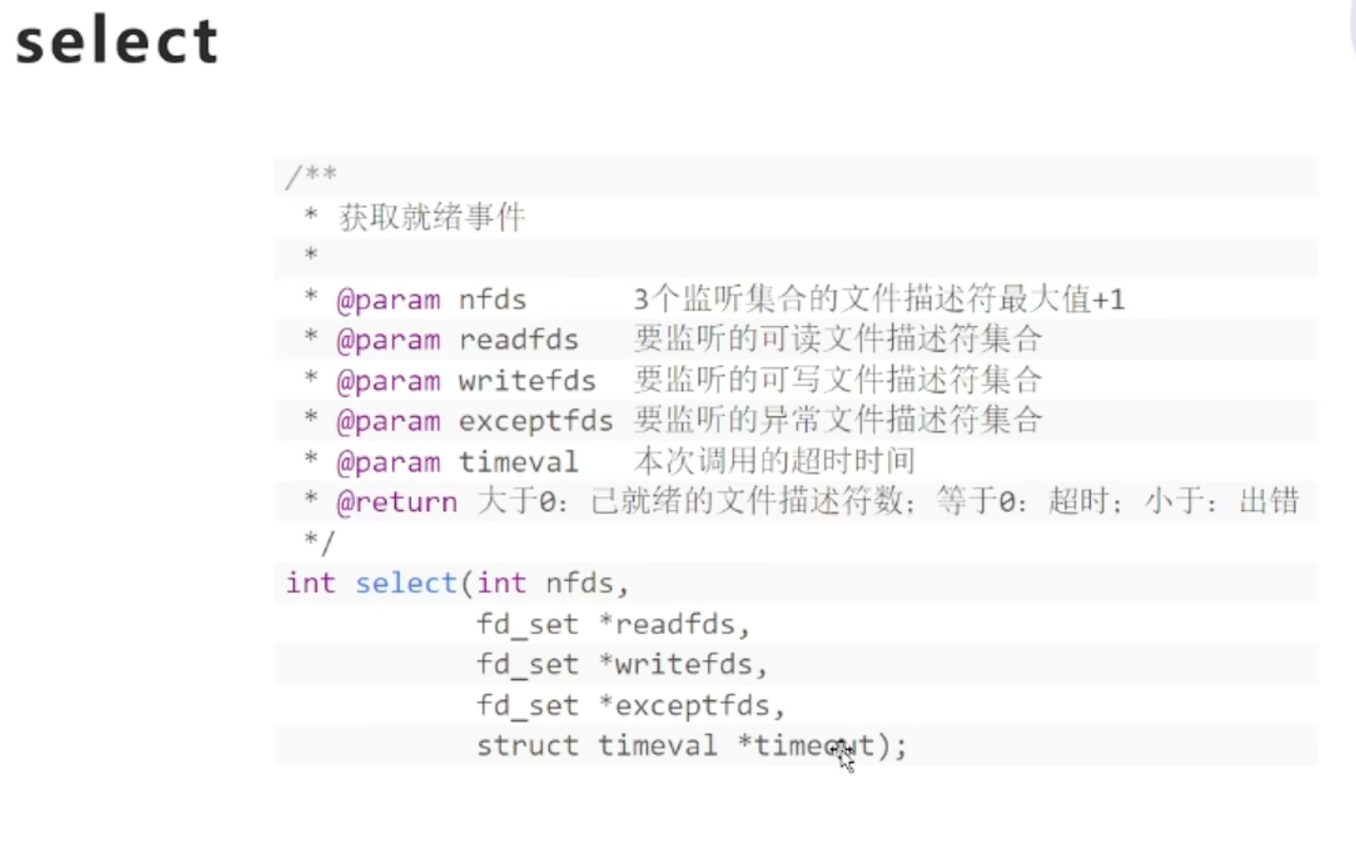 select
/**
 * 获取就绪事件
 *
 * @param nfds 3个监听集合的文件描述符最大值+1
 * @param readfds 要监听的可读文件描述符集合
 * @param writefds 要监听的可写文件描述符集合
 * @param exceptfds 要监听的异常文件描述符集合
 * @param timeval 本次调用的超时时间
 * @return 大于0：已就绪的文件描述符数；等于0：超时；小于：出错
 */
int select(int nfds,
fd_set *readfds,
fd_set *writefds,
fd_set *exceptfds,
struct timeval *timeout);